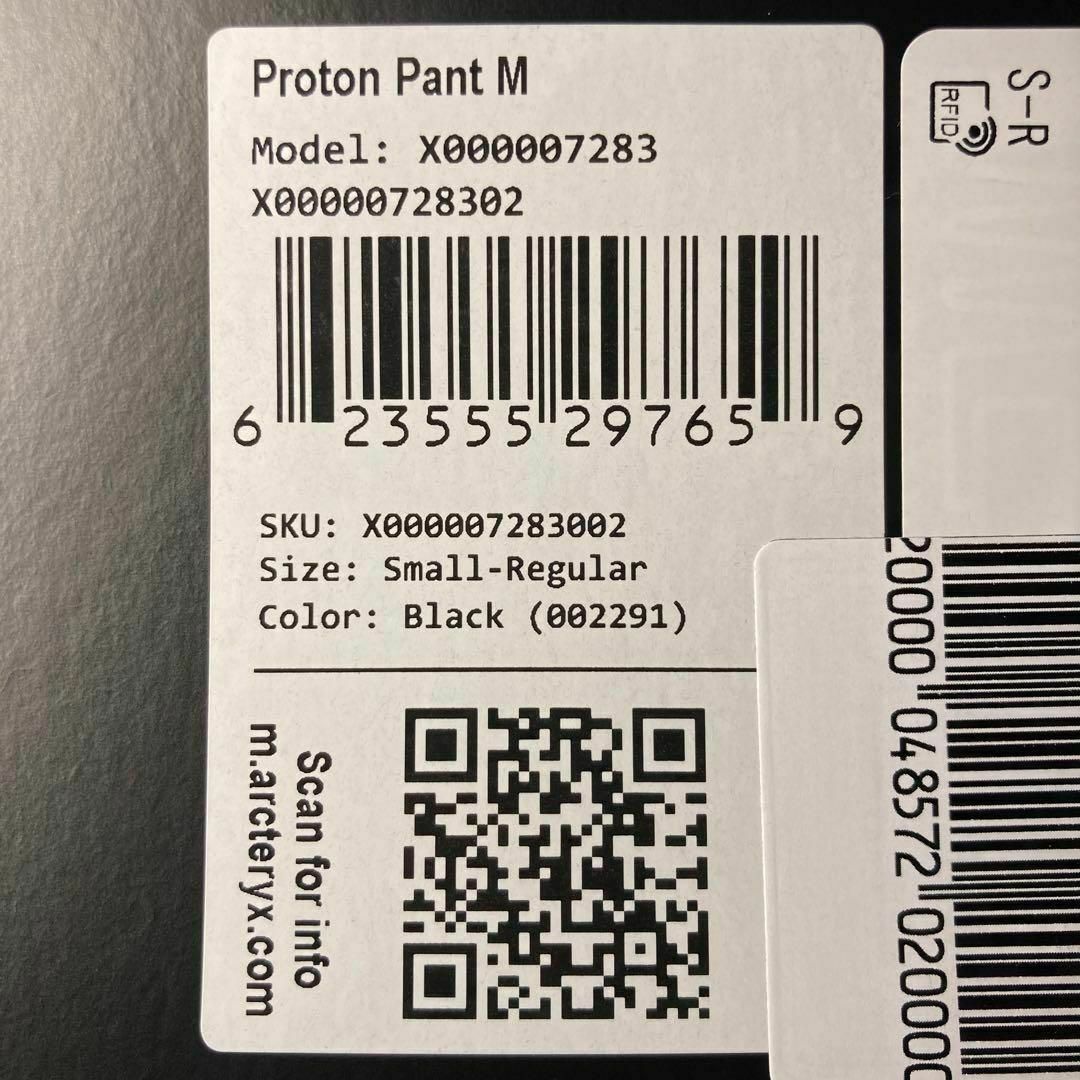 Proton Pant M
Model: X000007283
X00000728302
6 23555 29765 9
SKU: X000007283002
Size: Small-Regular
Color: Black (002291)
Scan for info
m.arcteryx.com
S-R
RFID
20000 048572 020000